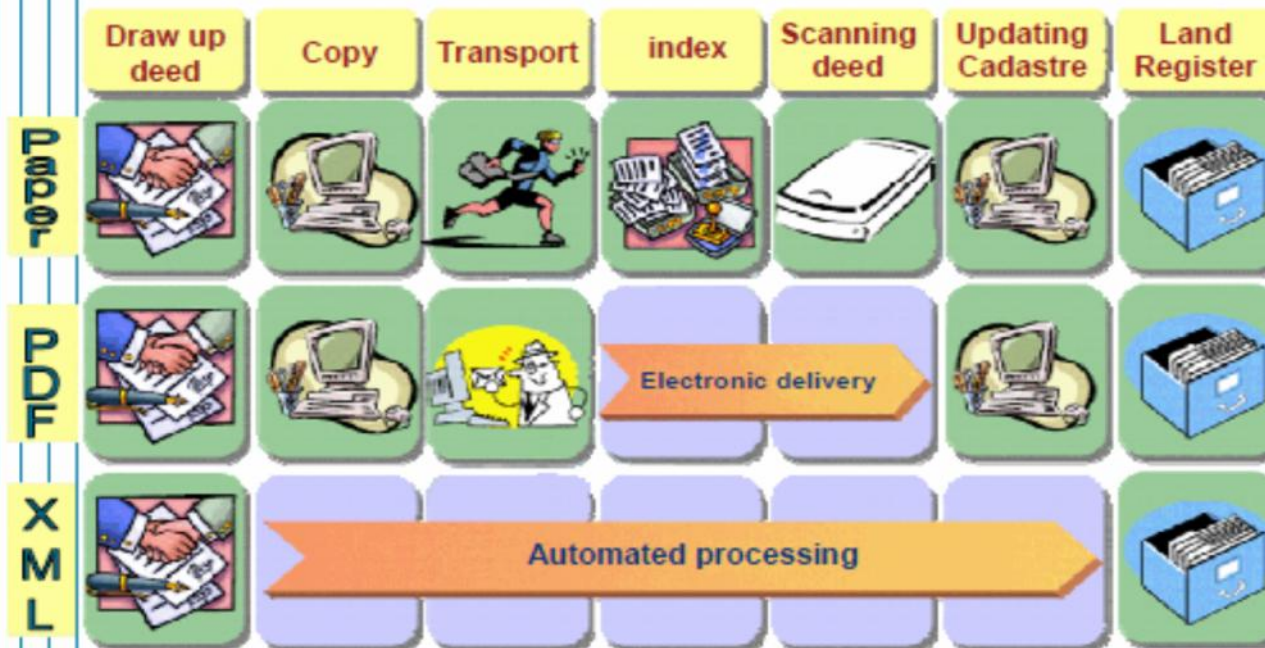 Draw up
deed
Copy
Transport
index
Scanning
deed
Updating
Cadastre
Land
Register
Paper
PDF
Electronic delivery
XML
Automated processing